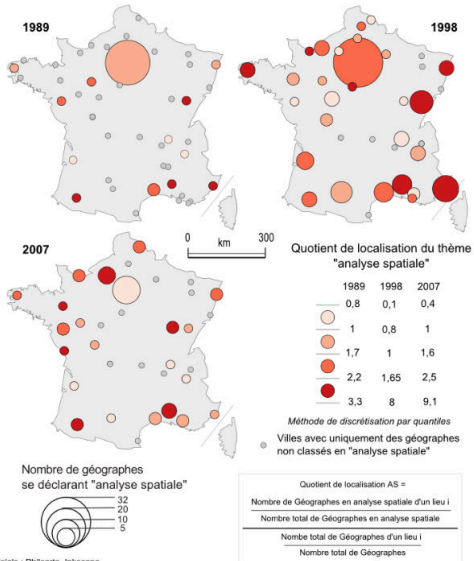 1989
1998
2007
0 300
km
Quotient de localisation du thème
"analyse spatiale"
1989 1998 2007
0,8 0,1 0,4
1 0,8 1
1,7 1 1,6
2,2 1,65 2,5
3,3 8 9,1
Méthode de discrétisation par quantiles
Villes avec uniquement des géographes
non classés en "analyse spatiale"
Nombre de géographes
se déclarant "analyse spatiale"
32
20
10
5
Quotient de localisation AS =
Nombre de Géographes en analyse spatiale d'un lieu i
Nombre total de Géographes en analyse spatiale
Nombe total de Géographes d'un lieu i
Nombre total de Géographes